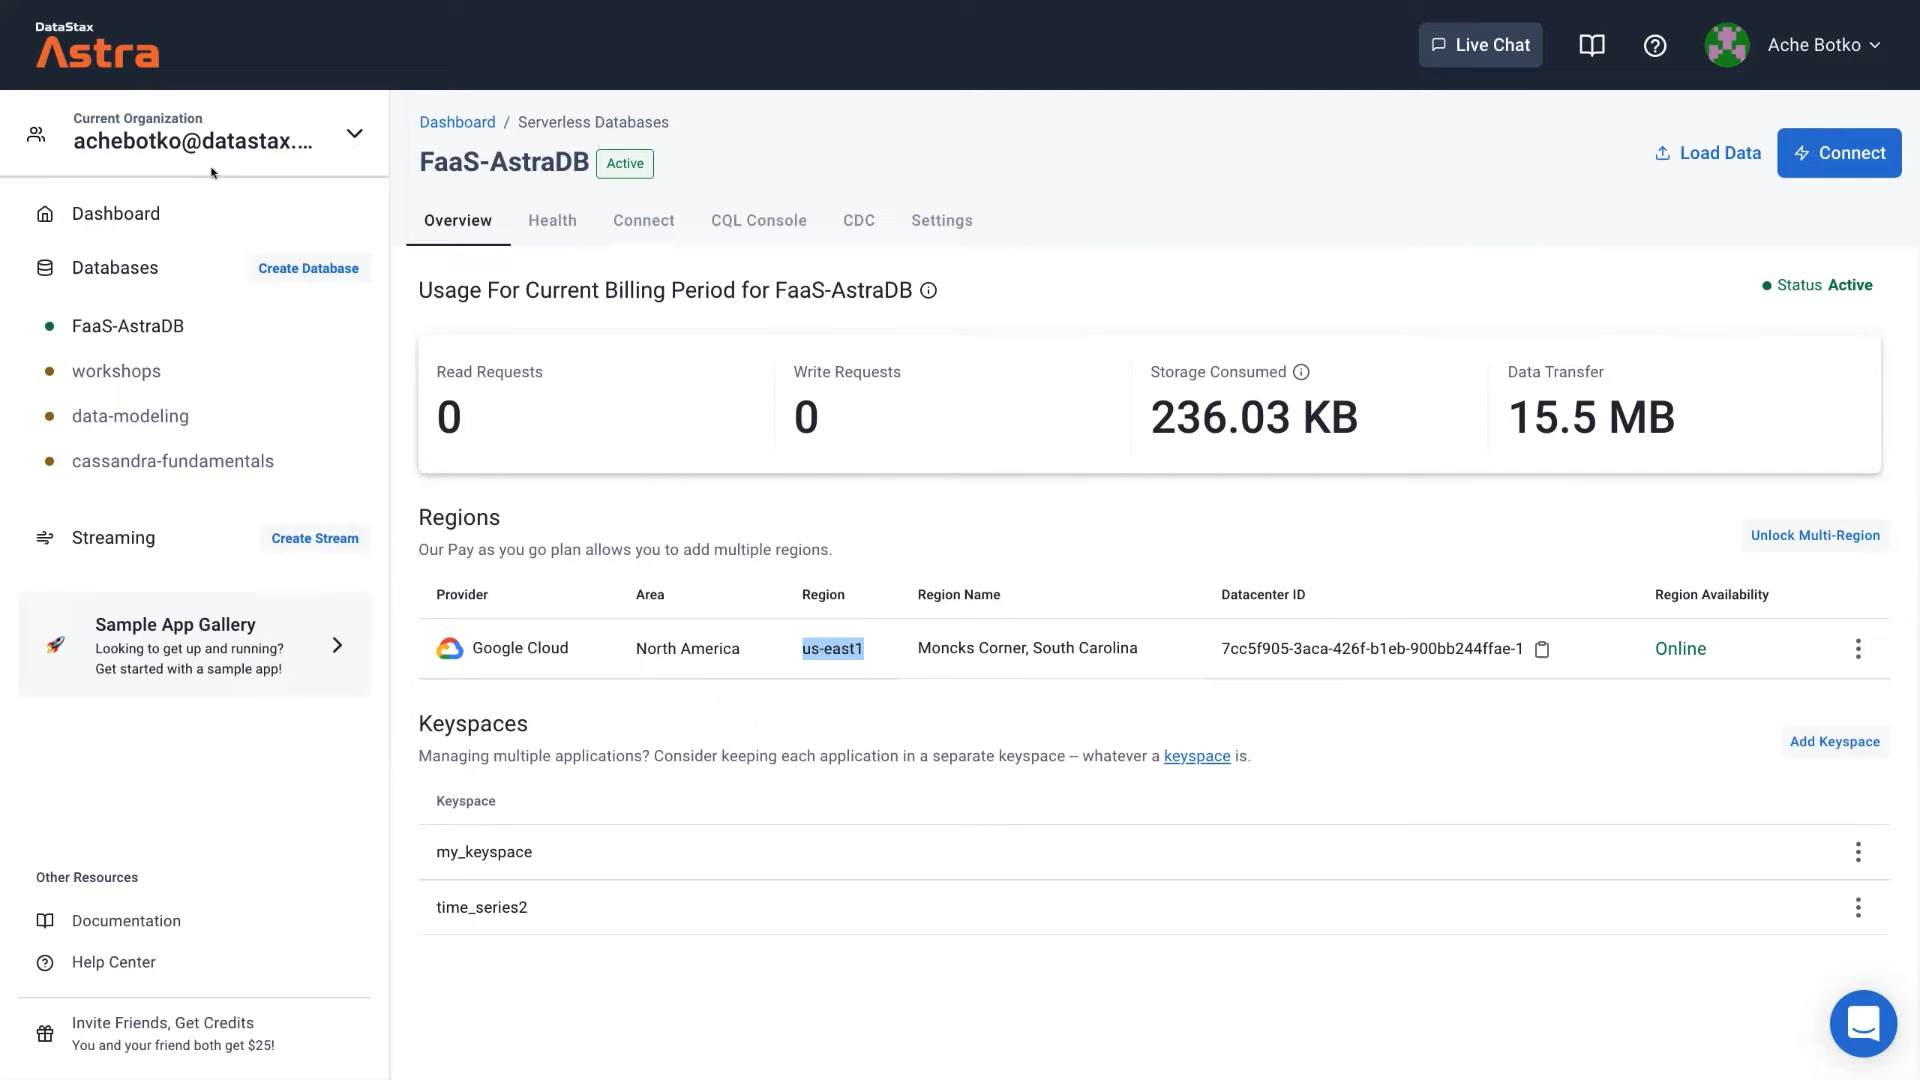 DataStax
Astra
Live Chat
Ache Botko
Current Organization
achebotko@datastax....
Dashboard
Databases
Create Database
FaaS-AstraDB
workshops
data-modeling
cassandra-fundamentals
Streaming
Create Stream
Sample App Gallery
Looking to get up and running?
Get started with a sample app!
Other Resources
Documentation
Help Center
Invite Friends, Get Credits
You and your friend both get $25!
Dashboard / Serverless Databases
FaaS-AstraDB Active
Load Data
Connect
Overview Health Connect CQL Console CDC Settings
Usage For Current Billing Period for FaaS-AstraDB
Status Active
Read Requests Write Requests Storage Consumed Data Transfer
0 0 236.03 KB 15.5 MB
Regions
Our Pay as you go plan allows you to add multiple regions.
Unlock Multi-Region
Provider Area Region Region Name Datacenter ID Region Availability
Google Cloud North America us-east1 Moncks Corner, South Carolina 7cc5f905-3aca-426f-b1eb-900bb244ffae-1 Online
Keyspaces
Managing multiple applications? Consider keeping each application in a separate keyspace -- whatever a keyspace is.
Add Keyspace
Keyspace
my_keyspace
time_series2